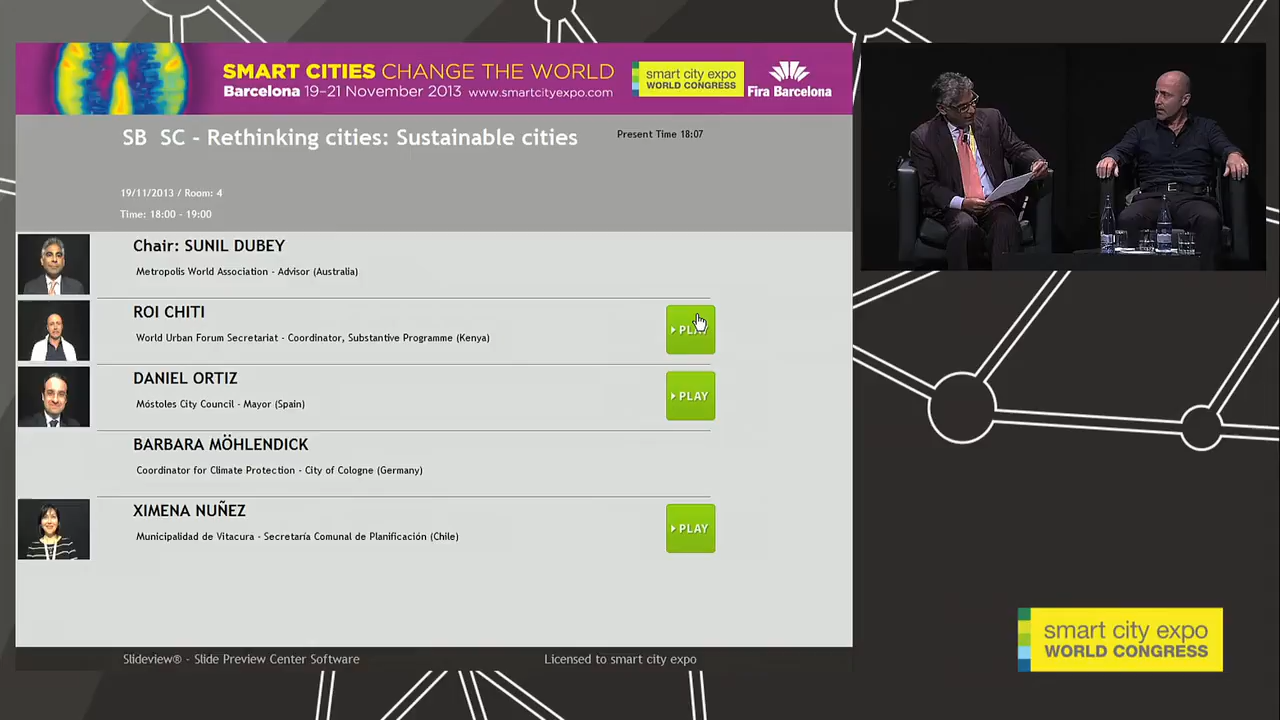 SMART CITIES CHANGE THE WORLD
Barcelona 19-21 November 2013 www.smartcityexpo.com
smart city expo
WORLD CONGRESS
Fira Barcelona
SB SC - Rethinking cities: Sustainable cities
Present Time 18:07
19/11/2013 / Room: 4
Time: 18:00 - 19:00
Chair: SUNIL DUBEY
Metropolis World Association - Advisor (Australia)
ROI CHITI
World Urban Forum Secretariat - Coordinator, Substantive Programme (Kenya)
PLAY
DANIEL ORTIZ
Móstoles City Council - Mayor (Spain)
PLAY
BARBARA MÖHLENDICK
Coordinator for Climate Protection - City of Cologne (Germany)
XIMENA NUÑEZ
Municipalidad de Vitacura - Secretaría Comunal de Planificación (Chile)
PLAY
Slideview® - Slide Preview Center Software
Licensed to smart city expo
smart city expo
WORLD CONGRESS